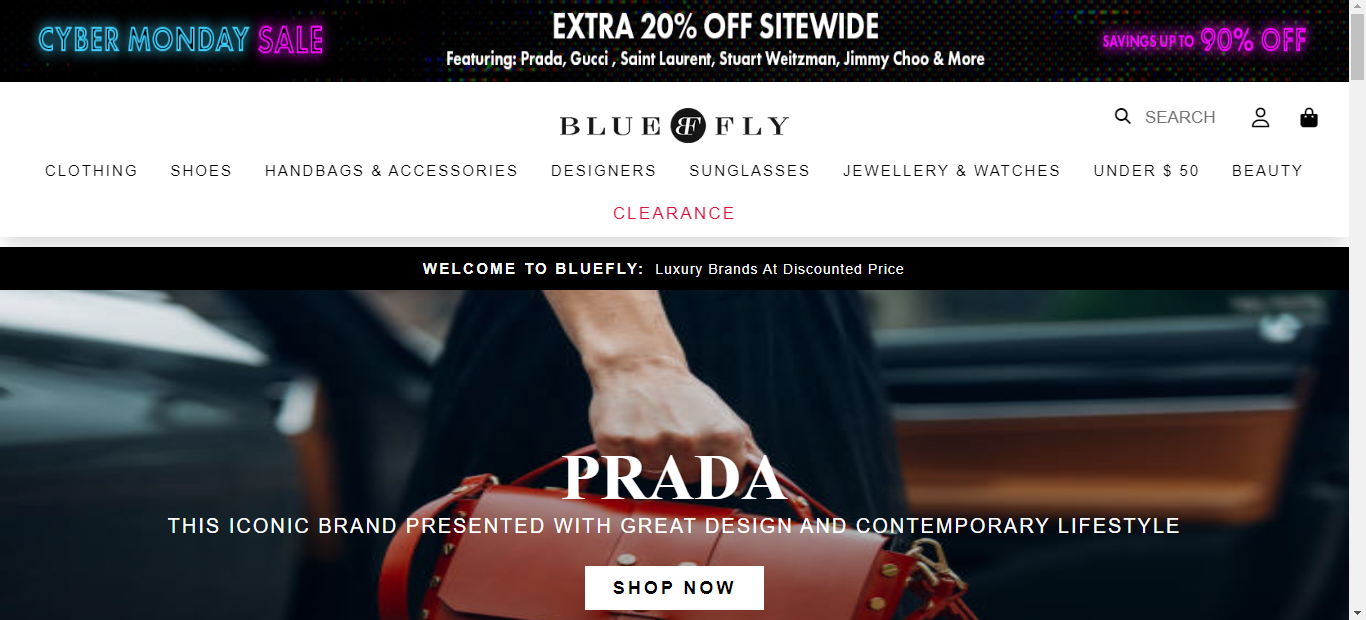 CYBER MONDAY SALE
EXTRA 20% OFF SITEWIDE
Featuring: Prada, Gucci , Saint Laurent, Stuart Weitzman, Jimmy Choo & More
SAVINGS UP TO 90% OFF
BLUE BF FLY
SEARCH
CLOTHING SHOES HANDBAGS & ACCESSORIES DESIGNERS SUNGLASSES JEWELLERY & WATCHES UNDER $ 50 BEAUTY
CLEARANCE
WELCOME TO BLUEFLY: Luxury Brands At Discounted Price
PRADA
THIS ICONIC BRAND PRESENTED WITH GREAT DESIGN AND CONTEMPORARY LIFESTYLE
SHOP NOW